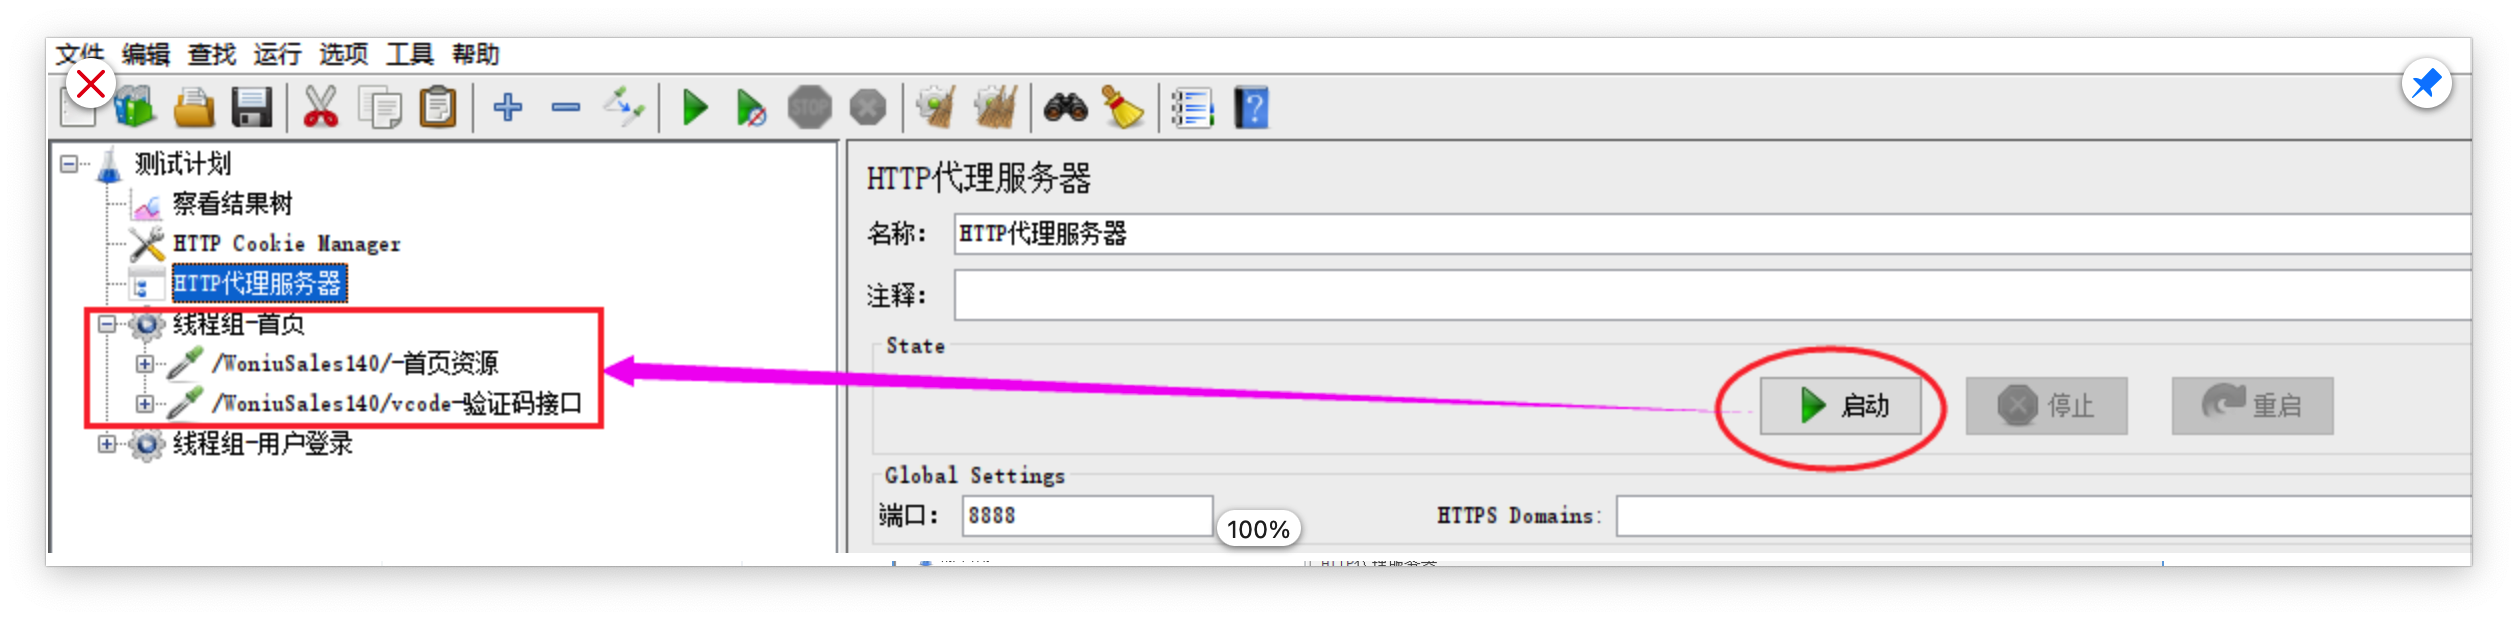 文件 编辑 查找 运行 选项 工具 帮助
STOP
测试计划
察看结果树
HTTP Cookie Manager
HTTP代理服务器
线程组-首页
/WoniuSales140/-首页资源
/WoniuSales140/vcode-验证码接口
线程组-用户登录
HTTP代理服务器
名称： HTTP代理服务器
注释：
State
启动 停止 重启
Global Settings
端口： 8888 HTTPS Domains:
100%